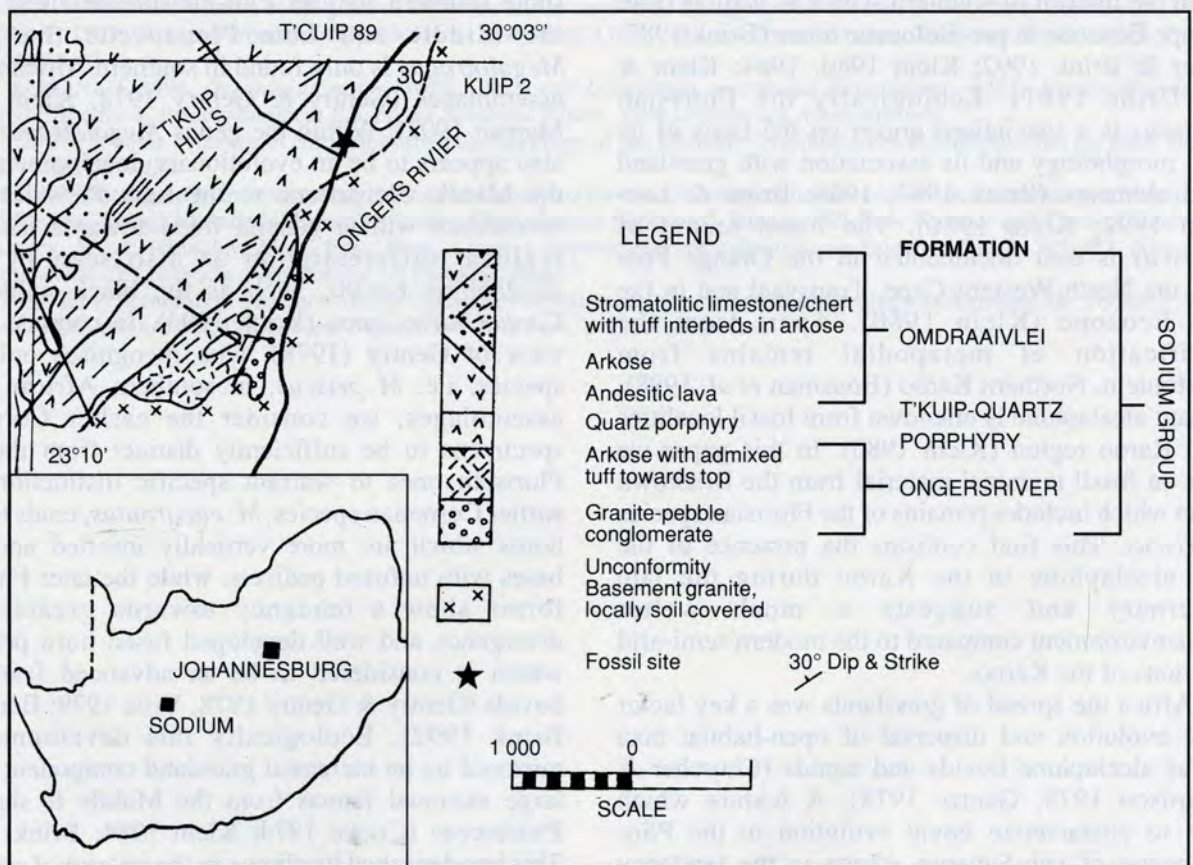 T'CUIP 89 30°03'
30
KUIP 2
T'KUIP
HILLS
ONGERS RIVIER
23°10'
LEGEND
FORMATION
Stromatolitic limestone/chert
with tuff interbeds in arkose
OMDRAAIVLEI
Arkose
Andesitic lava
T'KUIP QUARTZ
PORPHYRY
Quartz porphyry
Arkose with admixed
tuff towards top
ONGERSRIVER
Granite-pebble
conglomerate
SODIUM GROUP
Unconformity
Basement granite,
locally soil covered
Fossil site
30° Dip & Strike
JOHANNESBURG
SODIUM
1'000 0
SCALE